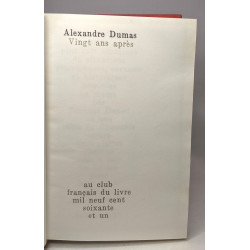 Alexandre Dumas
Vingt ans après
au club
français du livre
mil neuf cent
soixante
et un